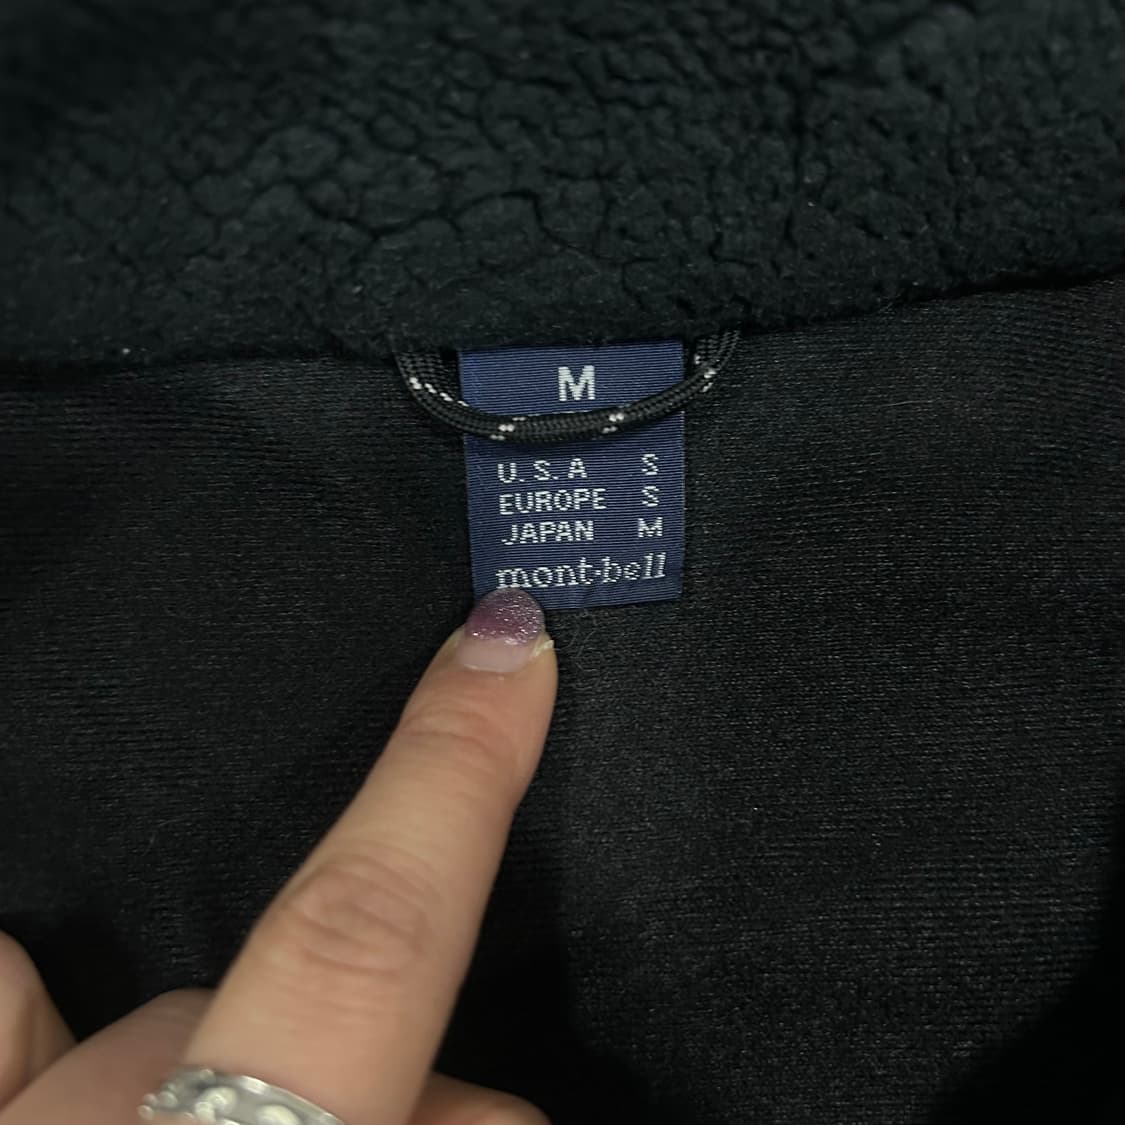 M
U.S.A S
EUROPE S
JAPAN M
mont·bell